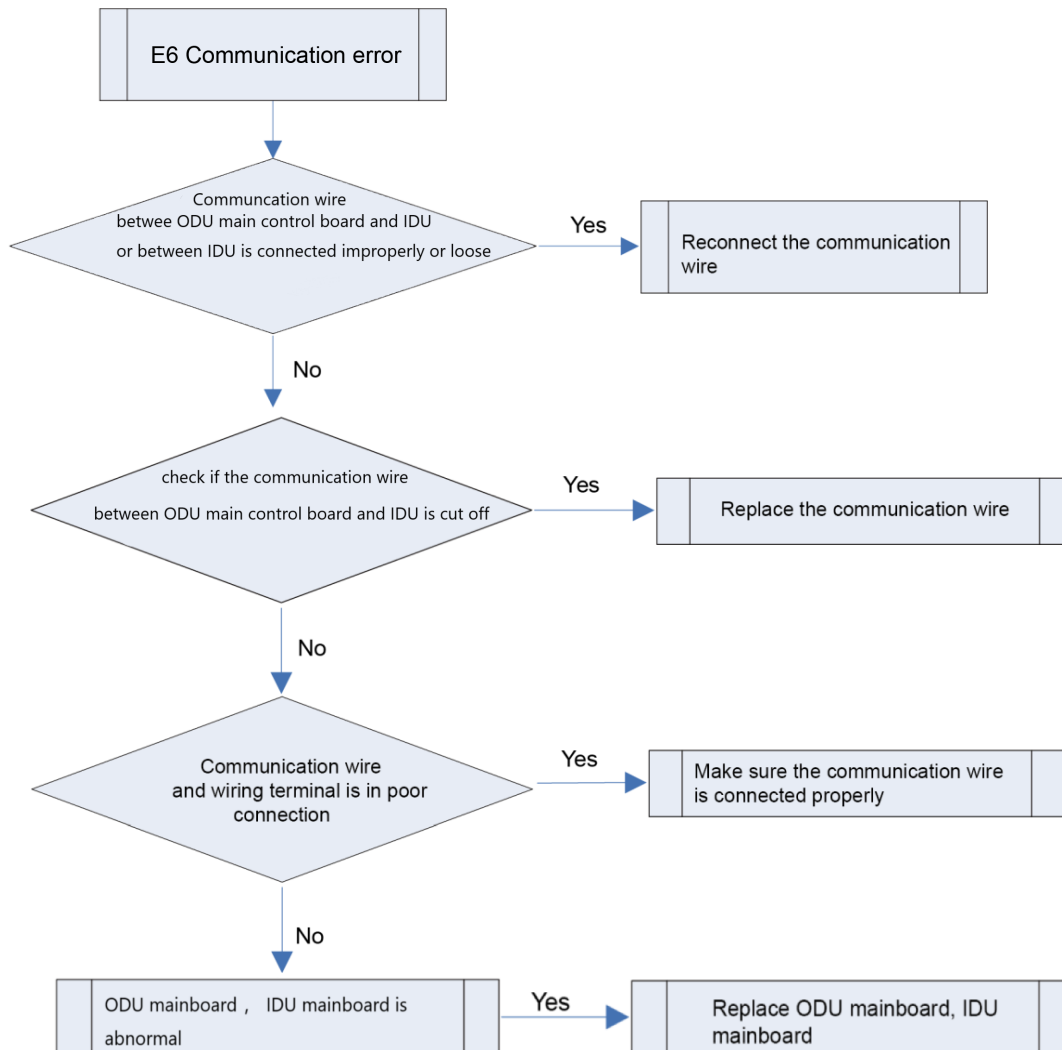 E6 Communication error
Communcation wire
betwee ODU main control board and IDU
or between IDU is connected improperly or loose
Yes
Reconnect the communication
wire
No
check if the communication wire
between ODU main control board and IDU is cut off
Yes
Replace the communication wire
No
Communication wire
and wiring terminal is in poor
connection
Yes
Make sure the communication wire
is connected properly
No
ODU mainboard， IDU mainboard is
abnormal
Yes
Replace ODU mainboard, IDU
mainboard